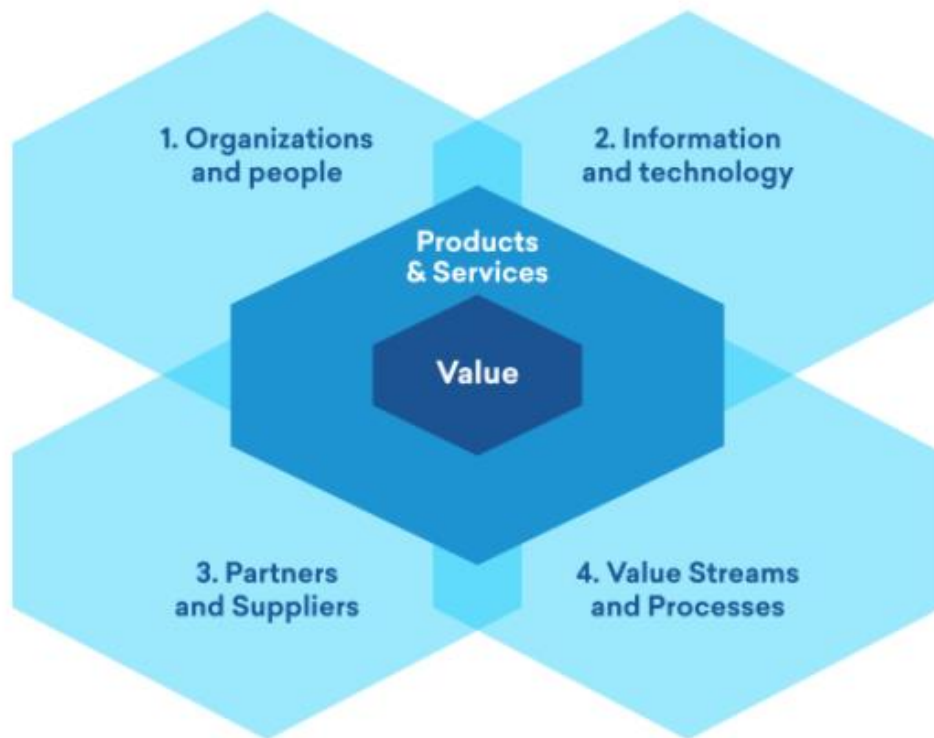 1. Organizations
and people
2. Information
and technology
Products
& Services
Value
3. Partners
and Suppliers
4. Value Streams
and Processes